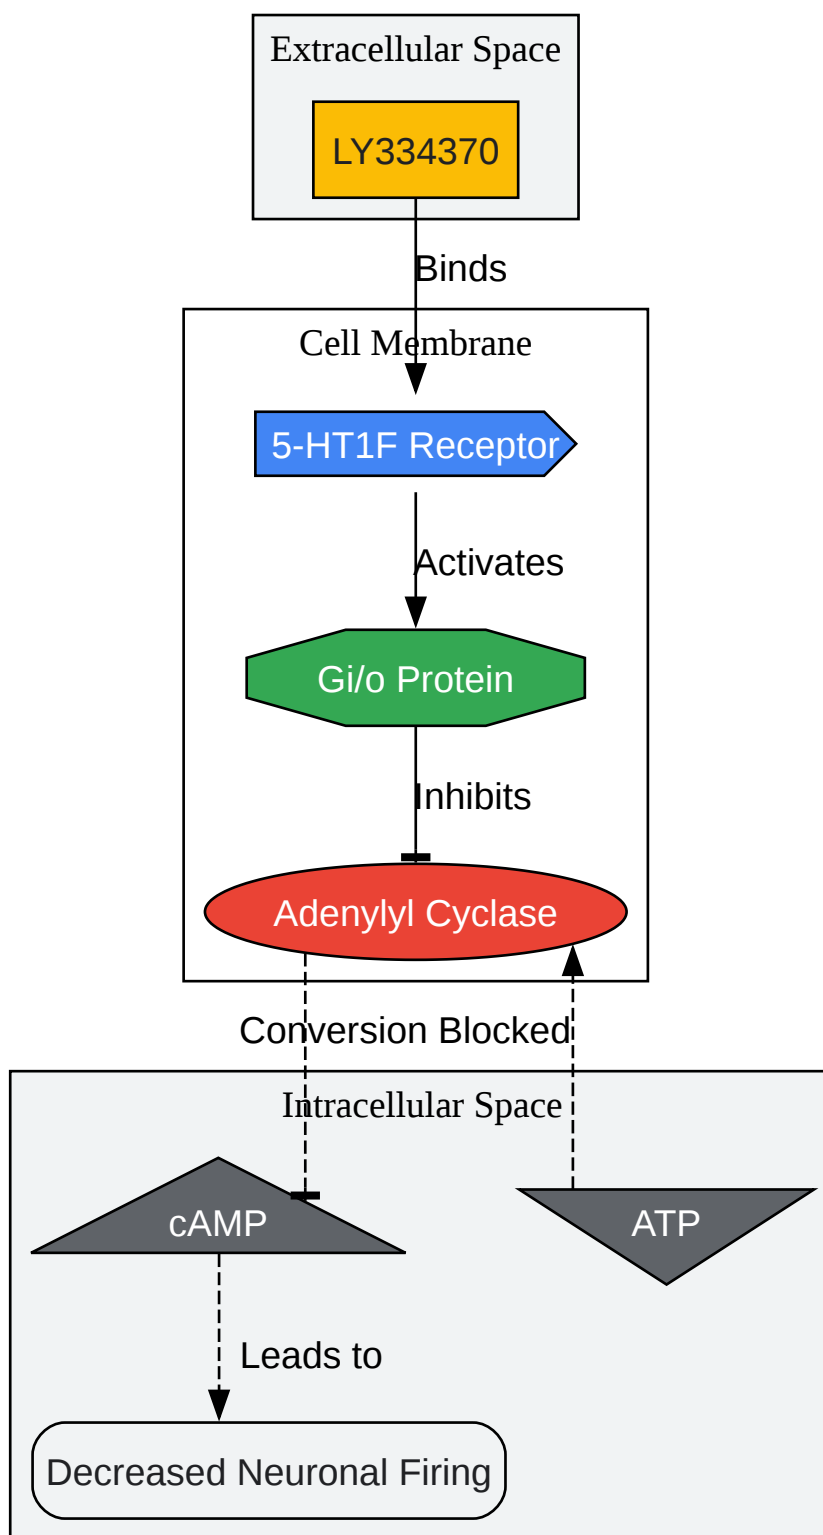 Extracellular Space
LY334370
Binds
Cell Membrane
5-HT1F Receptor
Activates
Gi/o Protein
Inhibits
Adenylyl Cyclase
Conversion Blocked
Intracellular Space
cAMP
ATP
Leads to
Decreased Neuronal Firing